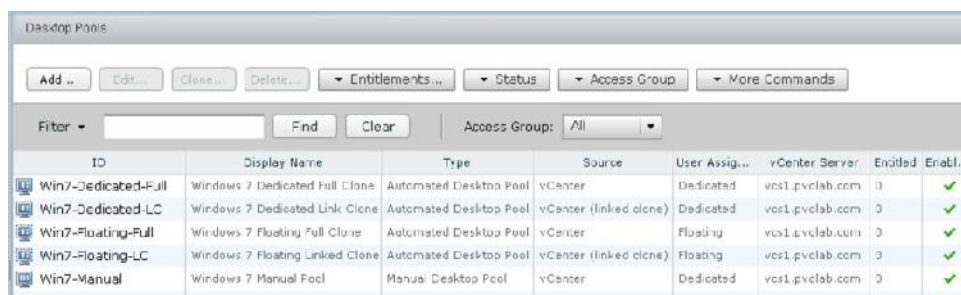 Desktop Pools
Add... Edit... Clone... Delete... Entitlements... Status Access Group More Commands
Filter Find Clear Access Group: All
ID Display Name Type Source User Assig... vCenter Server Entitled Enabl...
Win7-Dedicated-Full Windows 7 Dedicated Full Clone Automated Desktop Pool vCenter Dedicated vcs1.pvclab.com 0
Win7-Dedicated-LC Windows 7 Dedicated Link Clone Automated Desktop Pool vCenter (linked clone) Dedicated vcs1.pvclab.com 0
Win7-Floating-Full Windows 7 Floating Full Clone Automated Desktop Pool vCenter Floating vcs1.pvclab.com 0
Win7-Floating-LC Windows 7 Floating Linked Clone Automated Desktop Pool vCenter (linked clone) Floating vcs1.pvclab.com 0
Win7-Manual Windows 7 Manual Pool Manual Desktop Pool vCenter Dedicated vcs1.pvclab.com 0